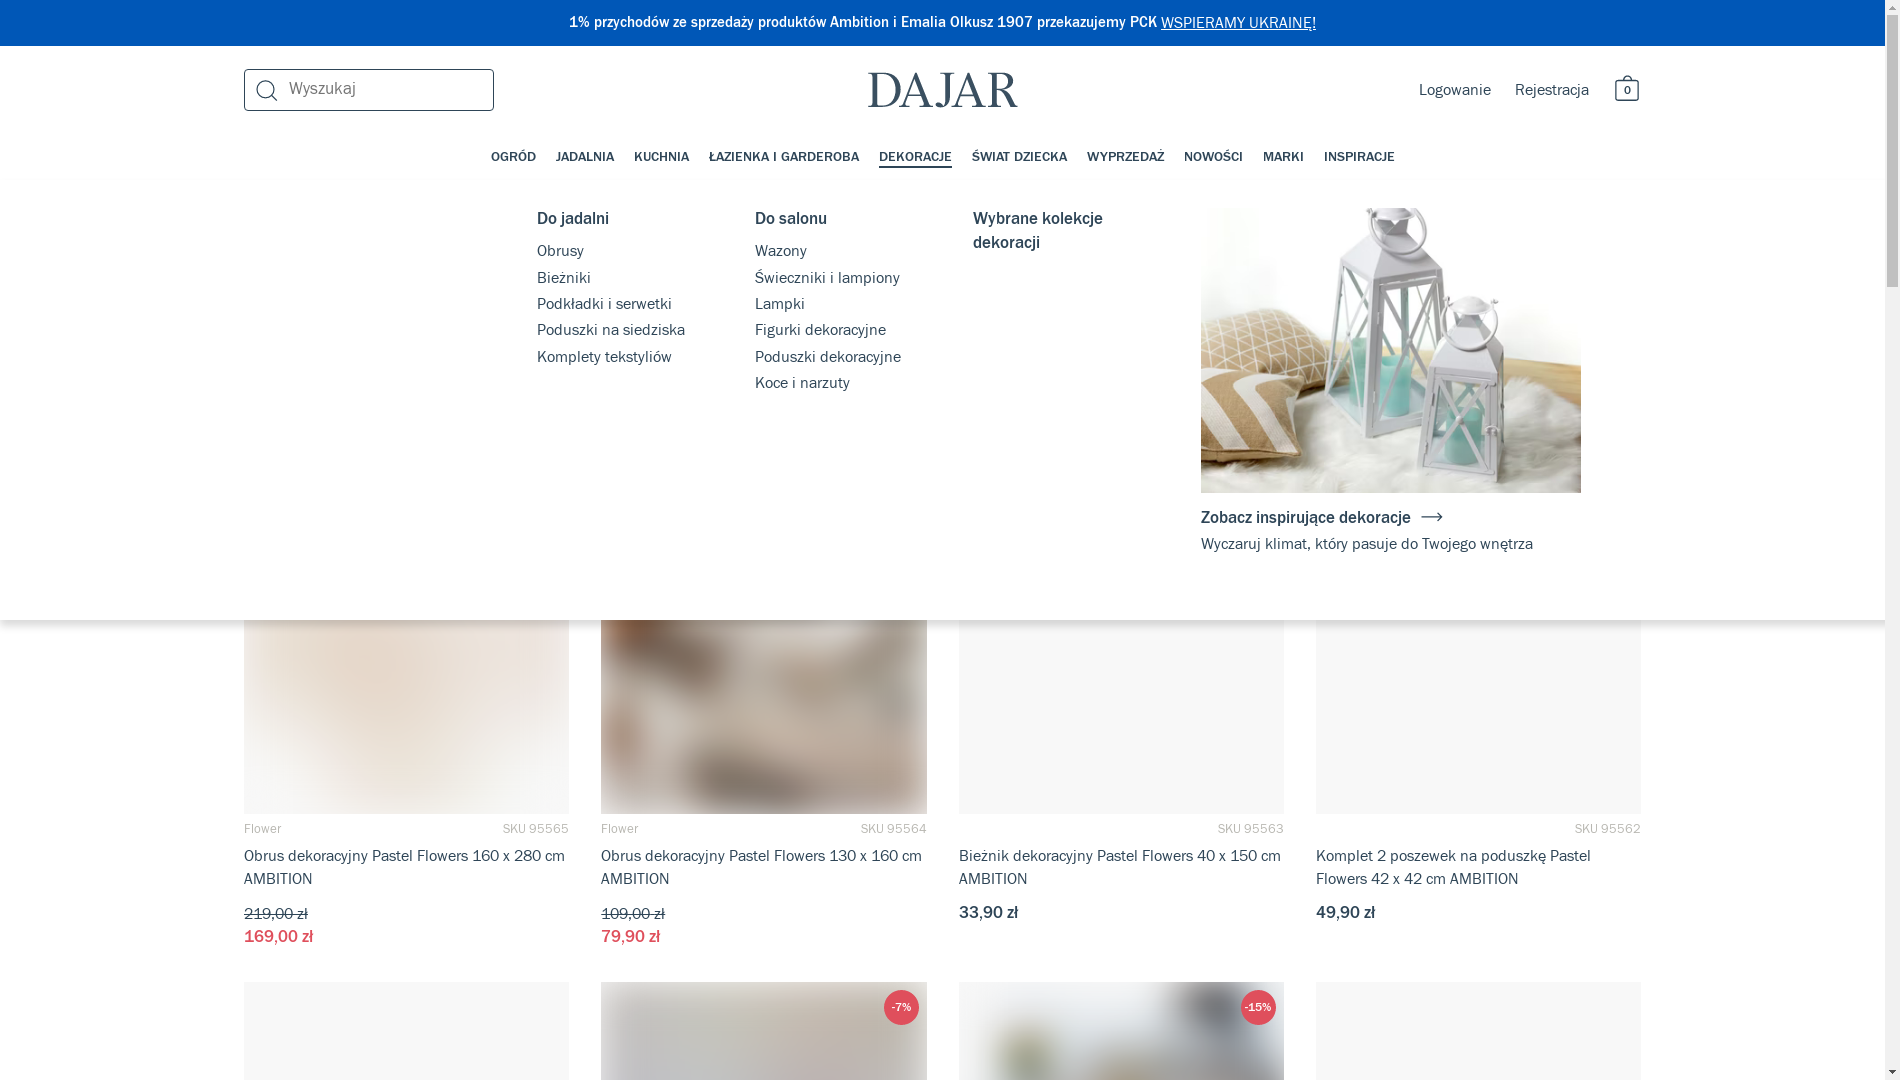 1% przychodów ze sprzedaży produktów Ambition i Emalia Olkusz 1907 przekazujemy PCK WSPIERAMY UKRAINĘ!
Wyszukaj
DAJAR
Logowanie Rejestracja 0
OGRÓD JADALNIA KUCHNIA ŁAZIENKA I GARDEROBA DEKORACJE ŚWIAT DZIECKA WYPRZEDAŻ NOWOŚCI MARKI INSPIRACJE
Do jadalni
Obrusy
Bieżniki
Podkładki i serwetki
Poduszki na siedziska
Komplety tekstyliów
Do salonu
Wazony
Świeczniki i lampiony
Lampki
Figurki dekoracyjne
Poduszki dekoracyjne
Koce i narzuty
Wybrane kolekcje
dekoracji
Zobacz inspirujące dekoracje
Wyczaruj klimat, który pasuje do Twojego wnętrza
Flower SKU 95565
Obrus dekoracyjny Pastel Flowers 160 x 280 cm
AMBITION
219,00 zł
169,00 zł
Flower SKU 95564
Obrus dekoracyjny Pastel Flowers 130 x 160 cm
AMBITION
109,00 zł
79,90 zł
SKU 95563
Bieżnik dekoracyjny Pastel Flowers 40 x 150 cm
AMBITION
33,90 zł
SKU 95562
Komplet 2 poszewek na poduszkę Pastel
Flowers 42 x 42 cm AMBITION
49,90 zł
-7%
-15%